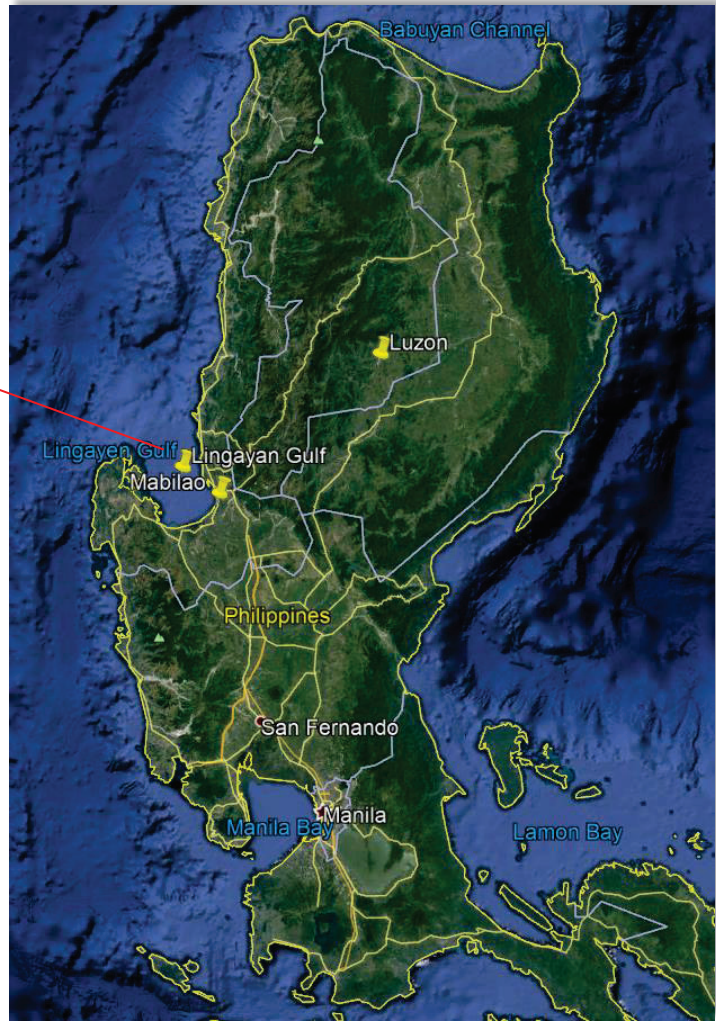 Babuyan Channel
Luzon
Lingayen Gulf
Lingayan Gulf
Mabilao
Philippines
San Fernando
Manila Bay
Manila
Lamon Bay